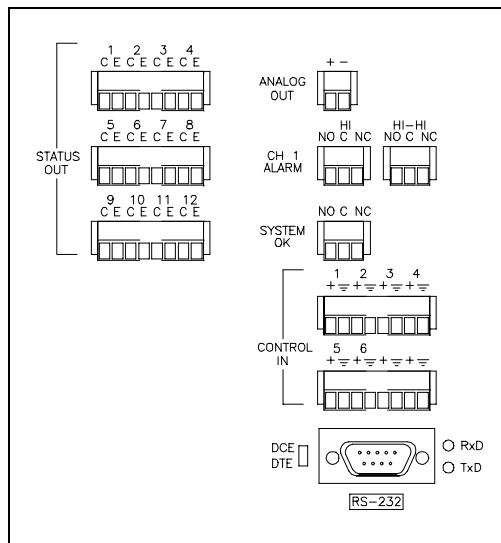 1 2 3 4
C E C E C E C E
5 6 7 8
C E C E C E C E
STATUS
OUT
9 10 11 12
C E C E C E C E
+ −
ANALOG
OUT
HI HI−HI
NO C NC NO C NC
CH 1
ALARM
NO C NC
SYSTEM
OK
1 2 3 4
+ ⏚ + ⏚ + ⏚ + ⏚
CONTROL
IN
5 6
+ ⏚ + ⏚ + ⏚ + ⏚
DCE
DTE
RxD
TxD
RS−232